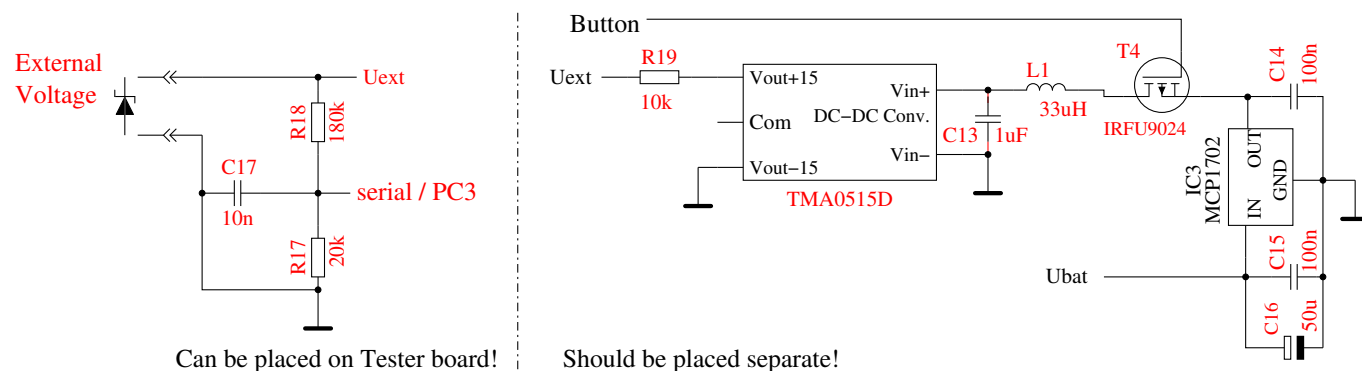 External
Voltage
Uext
R18
180k
C17
10n
serial / PC3
R17
20k
Can be placed on Tester board!
Button
Uext
R19
10k
Vout+15
Com
Vout−15
Vin+
DC−DC Conv.
Vin−
TMA0515D
C13
1uF
L1
33uH
T4
IRFU9024
C14
100n
IC3
MCP1702
OUT
GND
IN
C15
100n
Ubat
C16
50u
Should be placed separate!